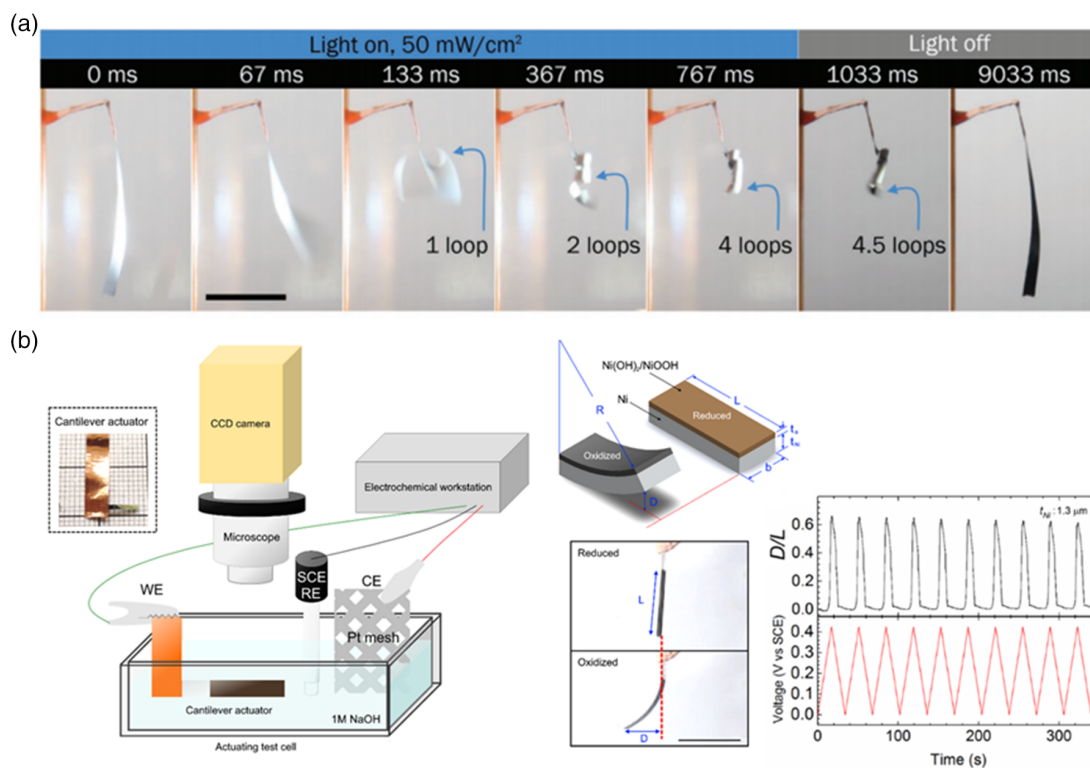 (a)
Light on, 50 mW/cm²
Light off
0 ms
67 ms
133 ms
367 ms
767 ms
1033 ms
9033 ms
1 loop
2 loops
4 loops
4.5 loops
(b)
Cantilever actuator
CCD camera
Microscope
Electrochemical workstation
WE
SCE
RE
CE
Pt mesh
Cantilever actuator
1M NaOH
Actuating test cell
Ni(OH)₂/NiOOH
Ni
R
L
Reduced
Oxidized
D
b
t_Ni
Reduced
L
Oxidized
D
t_Ni : 1.3 μm
D/L
0.6
0.4
0.2
0.0
Voltage (V vs SCE)
0.4
0.3
0.2
0.1
0.0
0
100
200
300
Time (s)